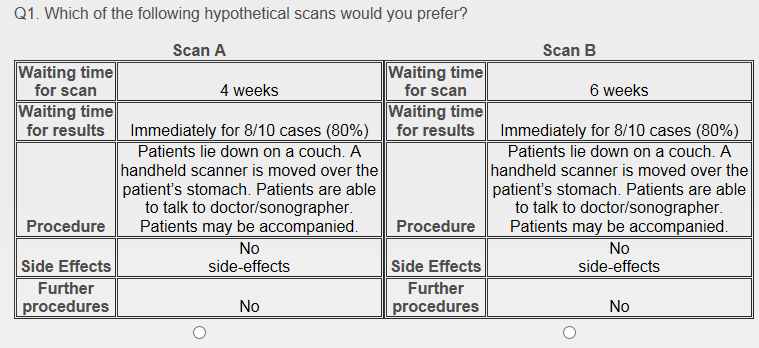 Q1. Which of the following hypothetical scans would you prefer?
Scan A
Scan B
Waiting time
for scan
4 weeks
Waiting time
for scan
6 weeks
Waiting time
for results
Immediately for 8/10 cases (80%)
Waiting time
for results
Immediately for 8/10 cases (80%)
Procedure
Patients lie down on a couch. A
handheld scanner is moved over the
patient's stomach. Patients are able
to talk to doctor/sonographer.
Patients may be accompanied.
Procedure
Patients lie down on a couch. A
handheld scanner is moved over the
patient's stomach. Patients are able
to talk to doctor/sonographer.
Patients may be accompanied.
Side Effects
No
side-effects
Side Effects
No
side-effects
Further
procedures
No
Further
procedures
No